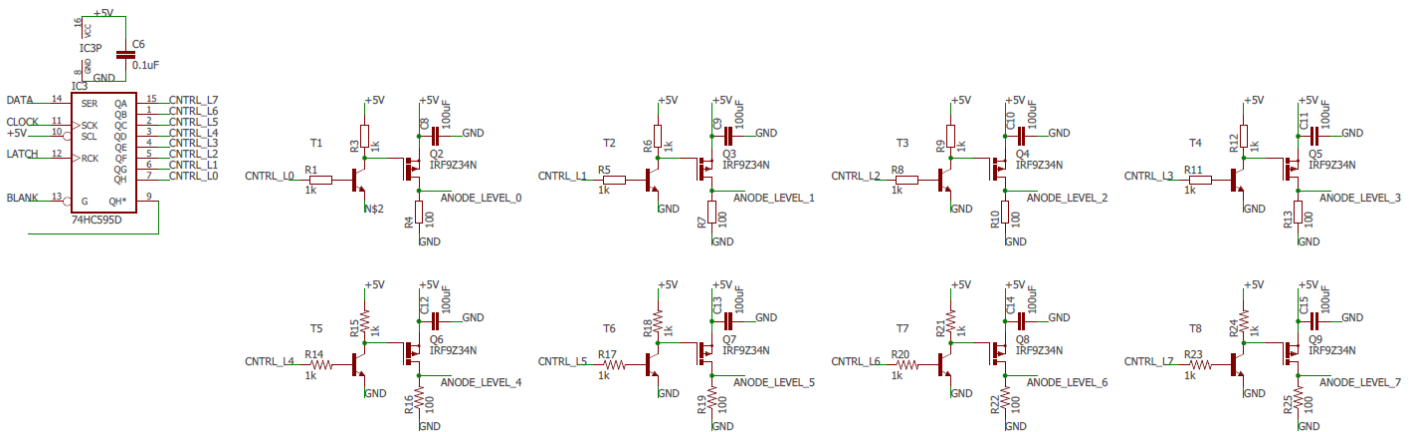 +5V
16
VCC
IC3P
C6
0.1uF
8
GND
GND
IC3
DATA 14 SER QA 15 CNTRL_L7
QB 1 CNTRL_L6
CLOCK 11 SCK QC 2 CNTRL_L5
+5V 10 SCL QD 3 CNTRL_L4
QE 4 CNTRL_L3
LATCH 12 RCK QF 5 CNTRL_L2
QG 6 CNTRL_L1
QH 7 CNTRL_L0
BLANK 13 G QH* 9
74HC595D
+5V +5V
T1 R3 1k C8 100uF GND
Q2
IRF9Z34N
CNTRL_L0 R1 1k
ANODE_LEVEL_0
N$2 R4 100
GND
+5V +5V
T2 R6 1k C9 100uF GND
Q3
IRF9Z34N
CNTRL_L1 R5 1k
ANODE_LEVEL_1
GND R7 100
GND
+5V +5V
T3 R9 1k C10 100uF GND
Q4
IRF9Z34N
CNTRL_L2 R8 1k
ANODE_LEVEL_2
GND R10 100
GND
+5V +5V
T4 R12 1k C11 100uF GND
Q5
IRF9Z34N
CNTRL_L3 R11 1k
ANODE_LEVEL_3
GND R13 100
GND
+5V +5V
T5 R15 1k C12 100uF GND
Q6
IRF9Z34N
CNTRL_L4 R14 1k
ANODE_LEVEL_4
GND R16 100
GND
+5V +5V
T6 R18 1k C13 100uF GND
Q7
IRF9Z34N
CNTRL_L5 R17 1k
ANODE_LEVEL_5
GND R19 100
GND
+5V +5V
T7 R21 1k C14 100uF GND
Q8
IRF9Z34N
CNTRL_L6 R20 1k
ANODE_LEVEL_6
GND R22 100
GND
+5V +5V
T8 R24 1k C15 100uF GND
Q9
IRF9Z34N
CNTRL_L7 R23 1k
ANODE_LEVEL_7
GND R25 100
GND